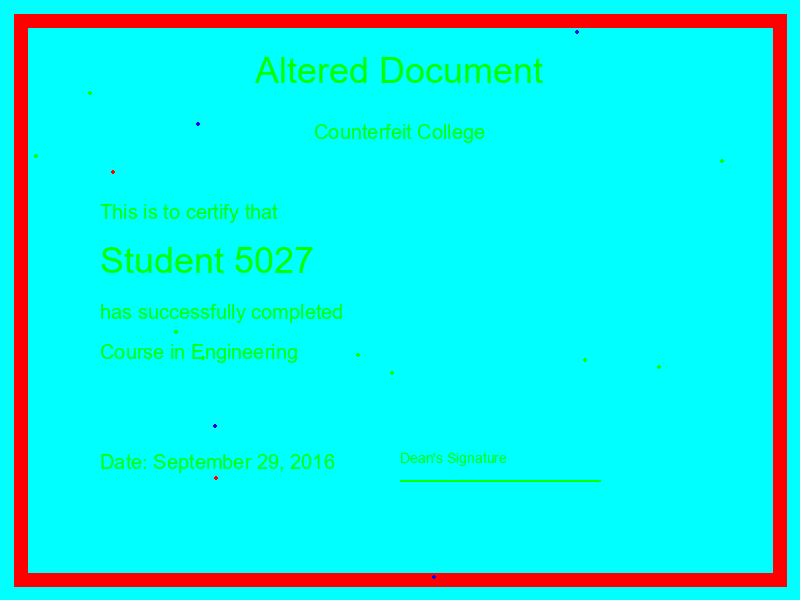 Altered Document
Counterfeit College
This is to certify that
Student 5027
has successfully completed
Course in Engineering
Date: September 29, 2016
Dean's Signature